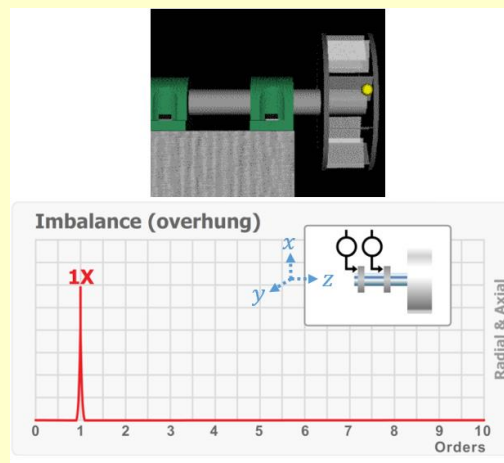 Imbalance (overhung)
1X
x
y
z
Radial & Axial
0 1 2 3 4 5 6 7 8 9 10
Orders